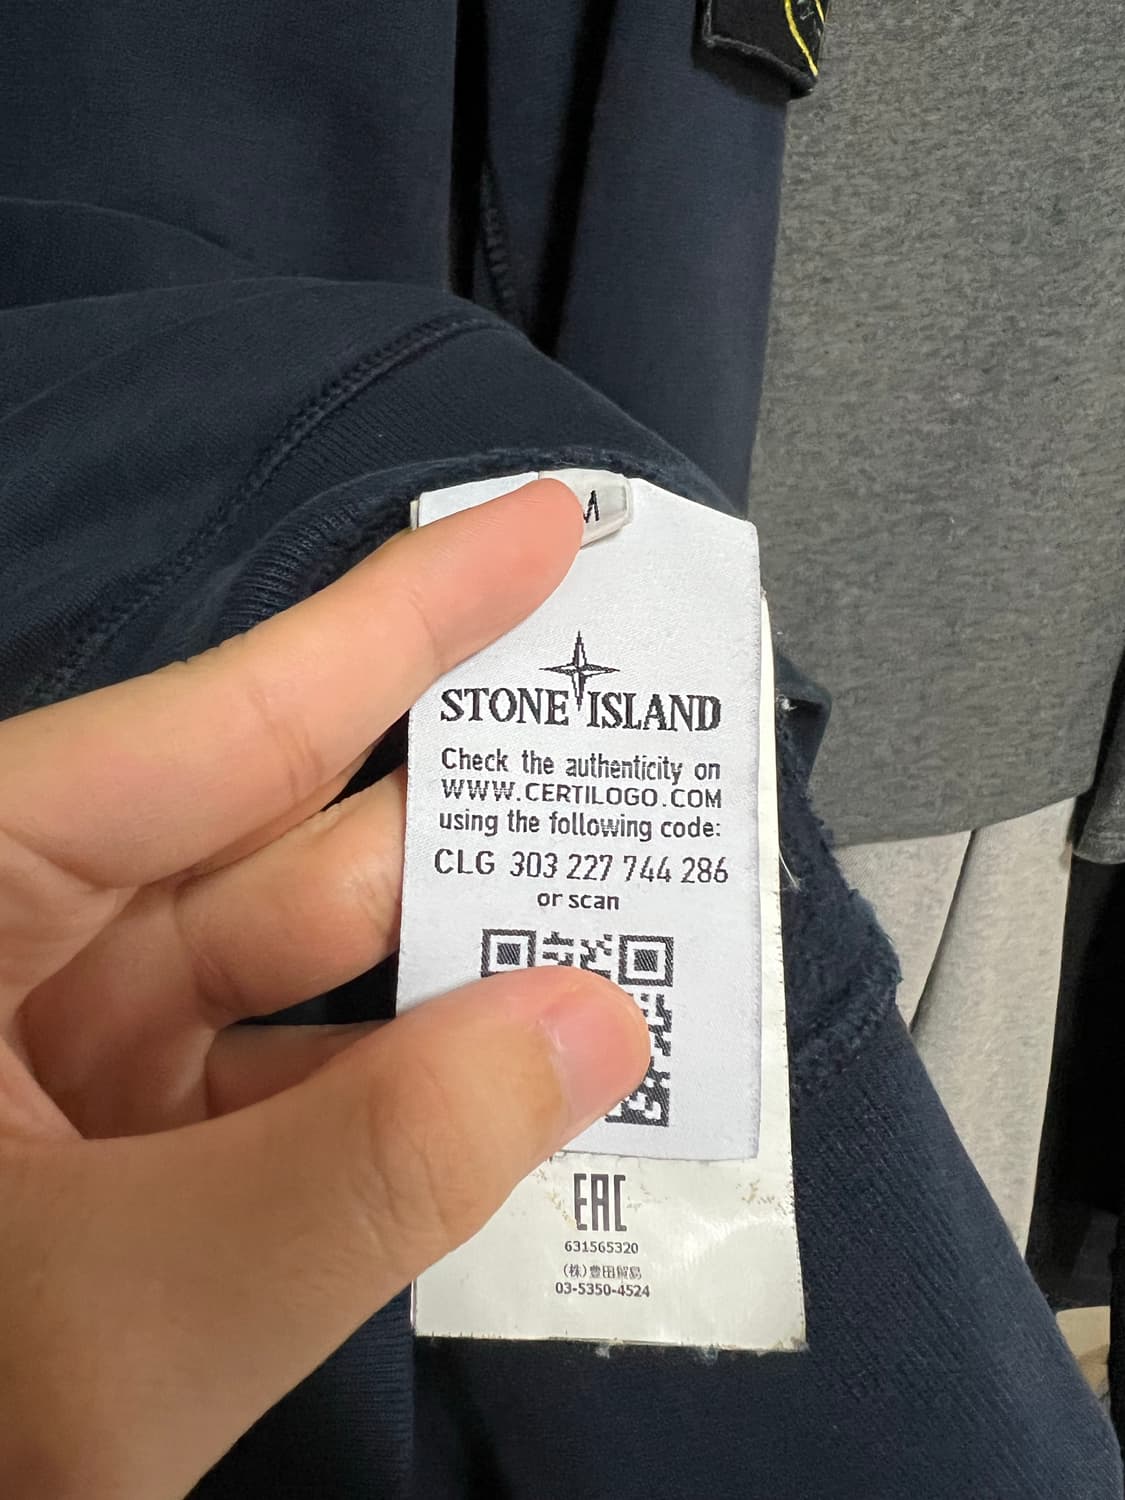 M
STONE ISLAND
Check the authenticity on
WWW.CERTILOGO.COM
using the following code:
CLG 303 227 744 286
or scan
EAC
631565320
(株)豊田貿易
03-5350-4524